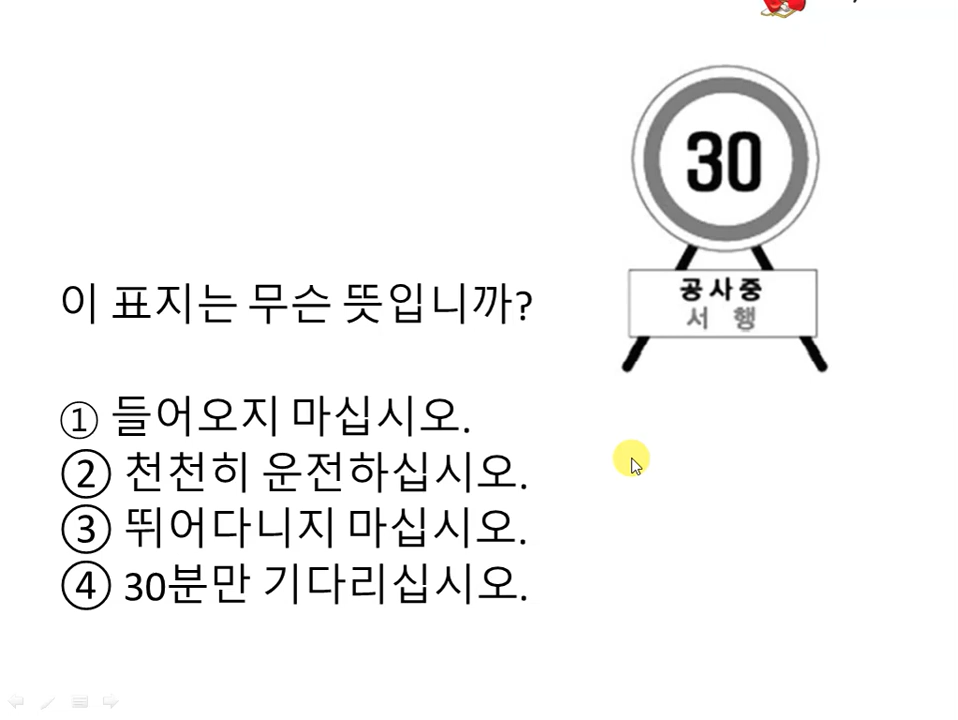 30
공사중
서 행
이 표지는 무슨 뜻입니까?
① 들어오지 마십시오.
② 천천히 운전하십시오.
③ 뛰어다니지 마십시오.
④ 30분만 기다리십시오.